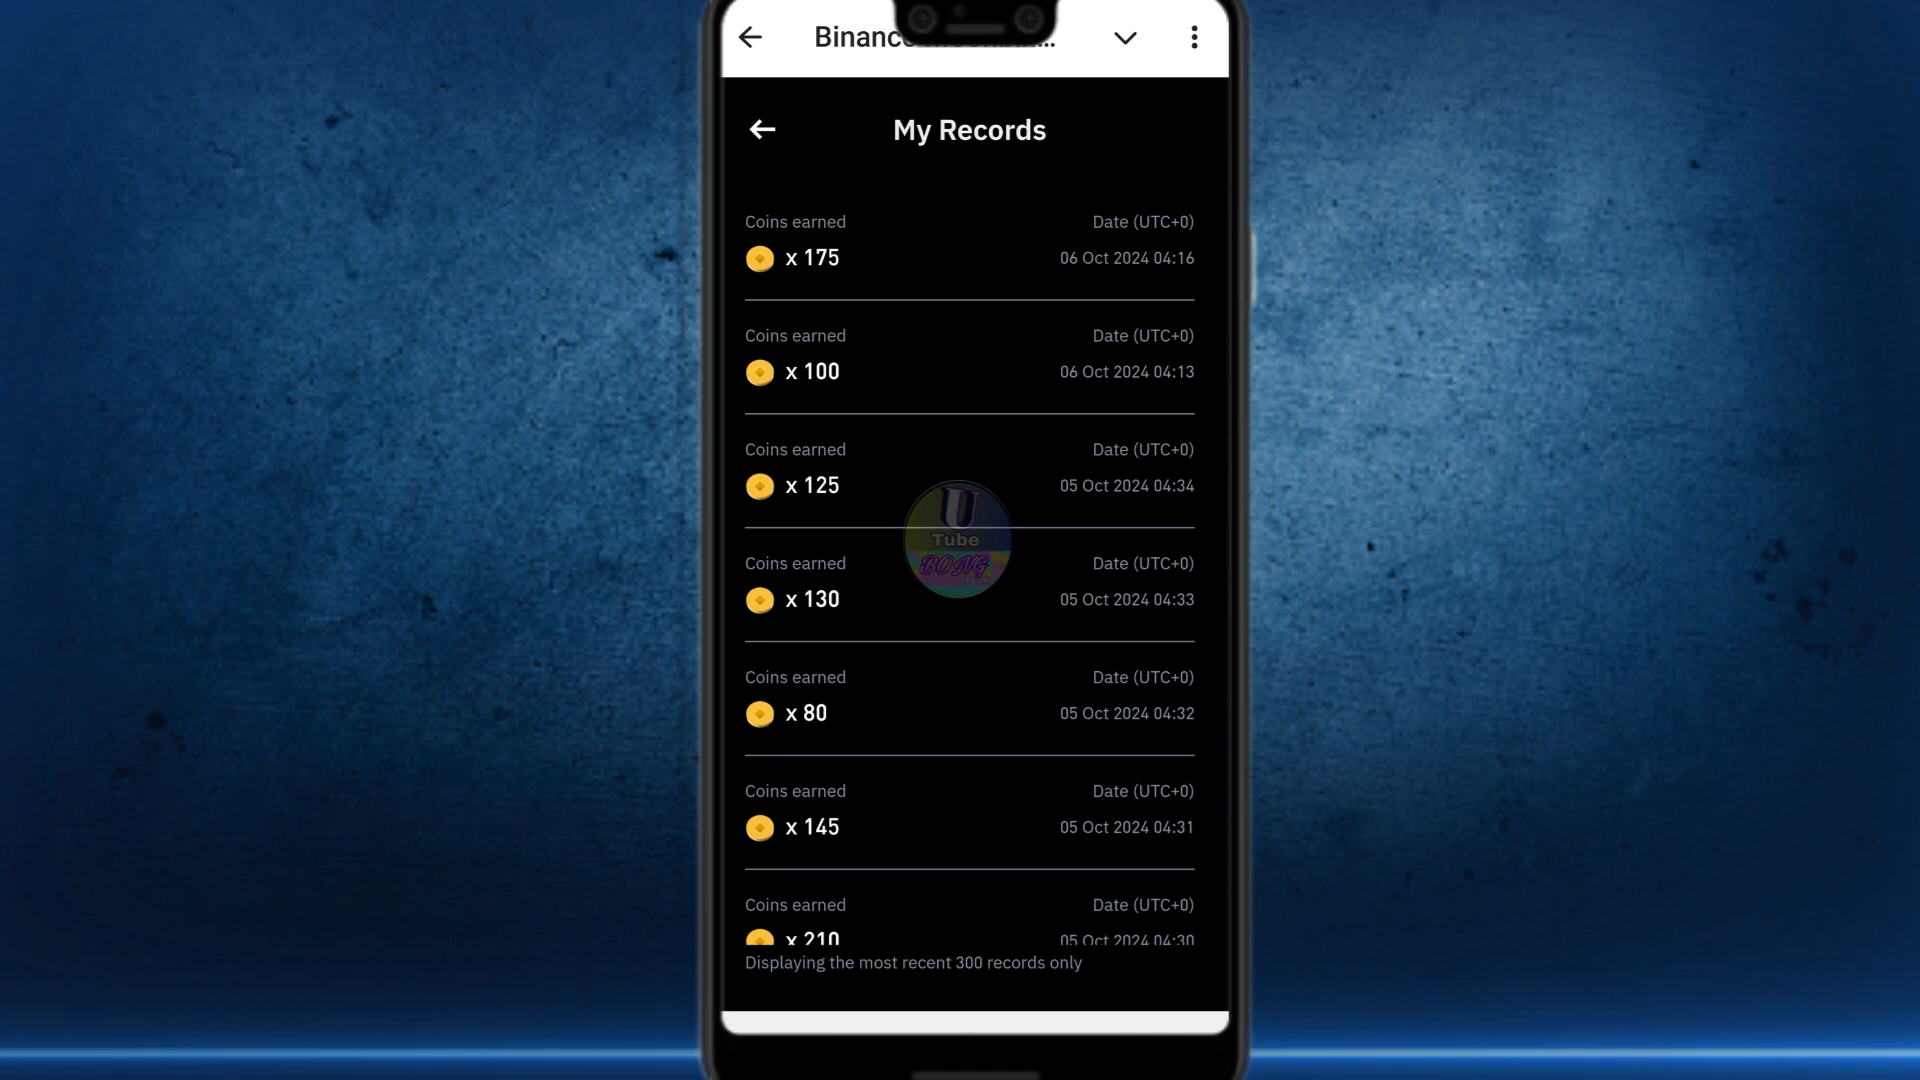 Binance
My Records
Coins earned Date (UTC+0)
x 175 06 Oct 2024 04:16
Coins earned Date (UTC+0)
x 100 06 Oct 2024 04:13
Coins earned Date (UTC+0)
x 125 05 Oct 2024 04:34
U
Tube
BONG
Coins earned Date (UTC+0)
x 130 05 Oct 2024 04:33
Coins earned Date (UTC+0)
x 80 05 Oct 2024 04:32
Coins earned Date (UTC+0)
x 145 05 Oct 2024 04:31
Coins earned Date (UTC+0)
x 210 05 Oct 2024 04:30
Displaying the most recent 300 records only